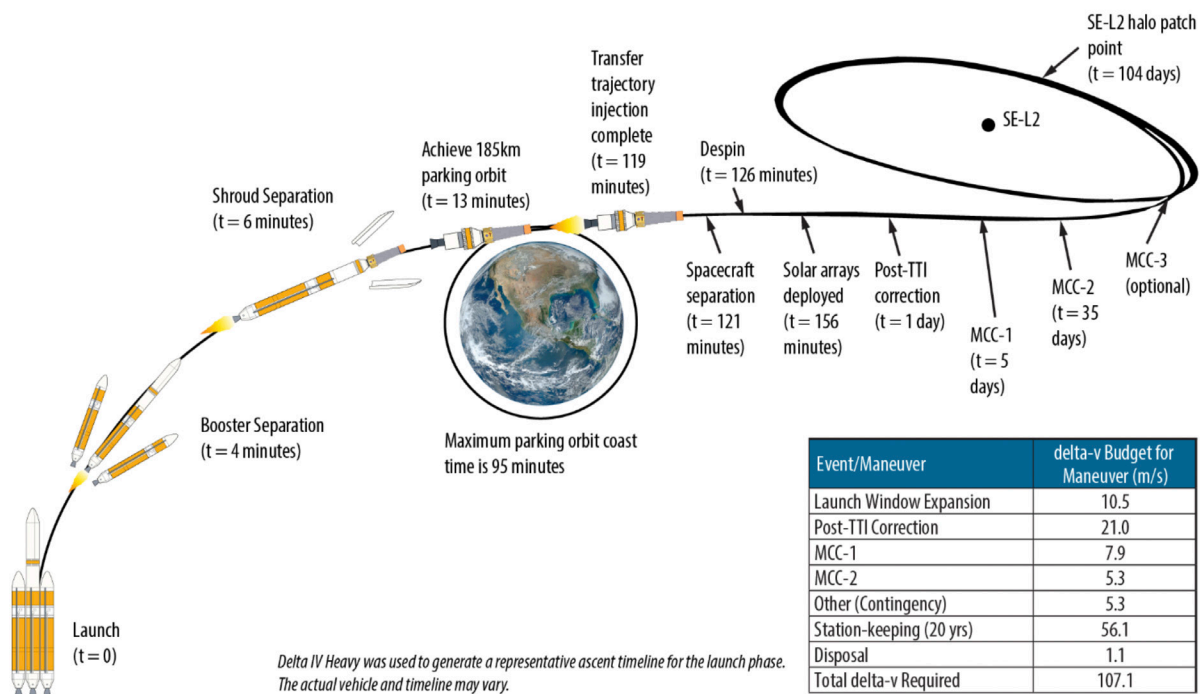 SE-L2 halo patch
point
(t = 104 days)
SE-L2
Transfer
trajectory
injection
complete
(t = 119
minutes)
Achieve 185km
parking orbit
(t = 13 minutes)
Despin
(t = 126 minutes)
Shroud Separation
(t = 6 minutes)
Spacecraft
separation
(t = 121
minutes)
Solar arrays
deployed
(t = 156
minutes)
Post-TTI
correction
(t = 1 day)
MCC-1
(t = 5
days)
MCC-2
(t = 35
days)
MCC-3
(optional)
Booster Separation
(t = 4 minutes)
Maximum parking orbit coast
time is 95 minutes
Launch
(t = 0)
Delta IV Heavy was used to generate a representative ascent timeline for the launch phase.
The actual vehicle and timeline may vary.
Event/Maneuver delta-v Budget for
Maneuver (m/s)
Launch Window Expansion 10.5
Post-TTI Correction 21.0
MCC-1 7.9
MCC-2 5.3
Other (Contingency) 5.3
Station-keeping (20 yrs) 56.1
Disposal 1.1
Total delta-v Required 107.1